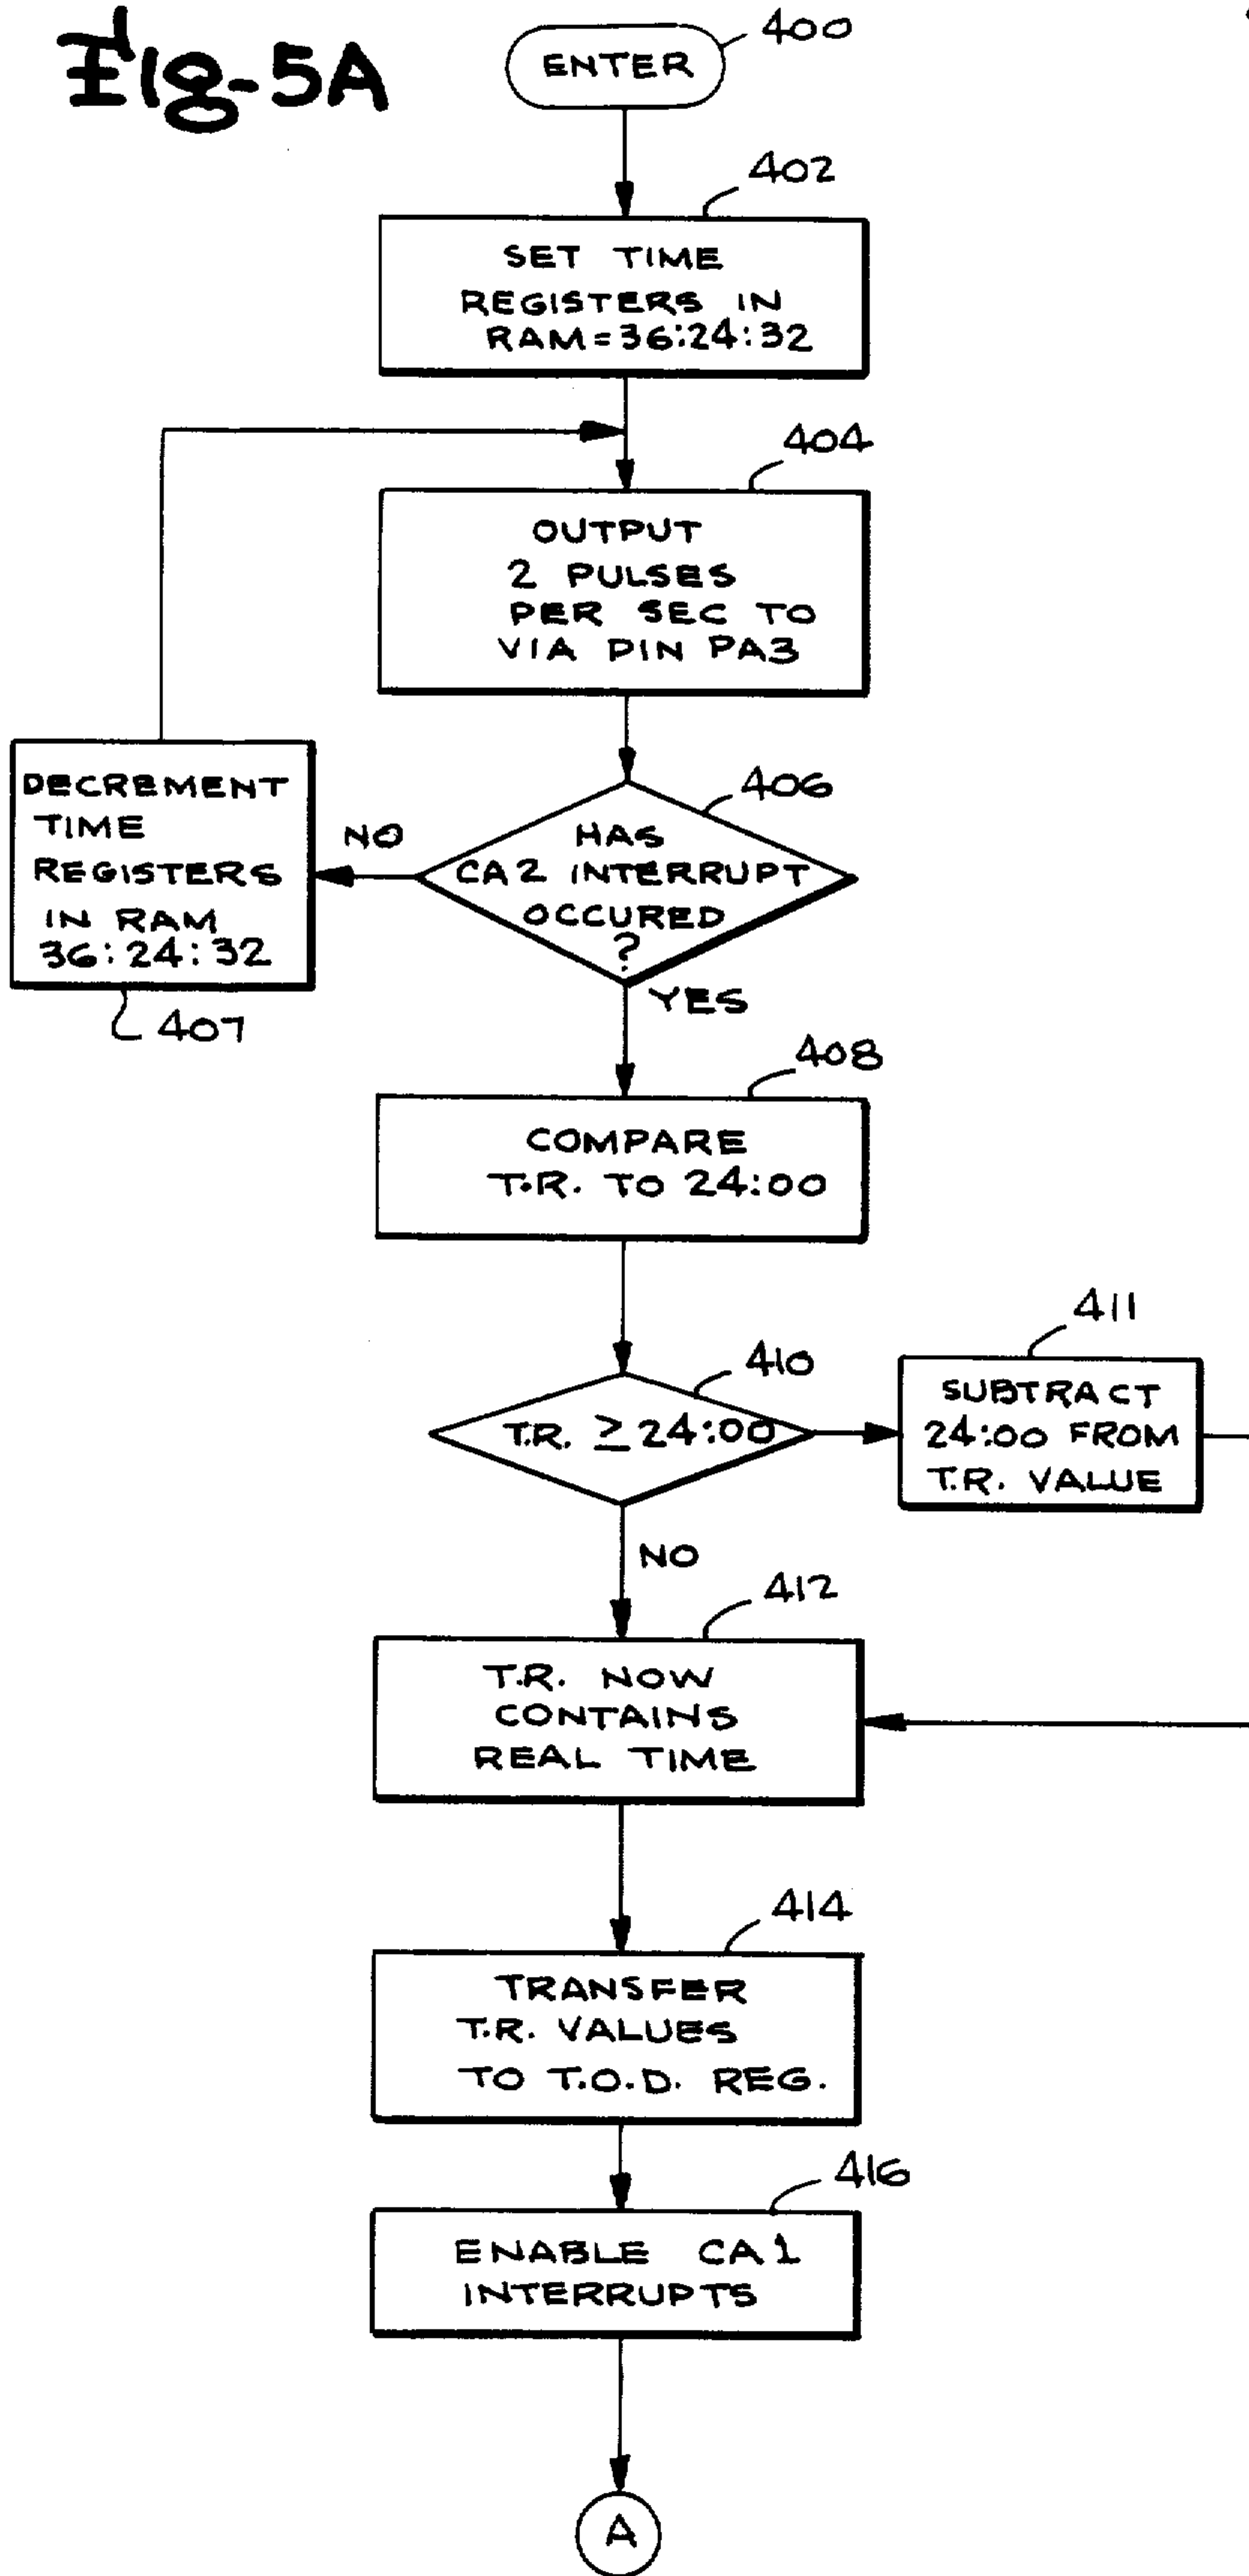 Fig-5A
ENTER
400
402
SET TIME
REGISTERS IN
RAM=36:24:32
404
OUTPUT
2 PULSES
PER SEC TO
VIA PIN PA3
406
HAS
CA2 INTERRUPT
OCCURED
?
NO
DECREMENT
TIME
REGISTERS
IN RAM
36:24:32
407
YES
408
COMPARE
T.R. TO 24:00
410
T.R. ≥ 24:00
411
SUBTRACT
24:00 FROM
T.R. VALUE
NO
412
T.R. NOW
CONTAINS
REAL TIME
414
TRANSFER
T.R. VALUES
TO T.O.D. REG.
416
ENABLE CA1
INTERRUPTS
A